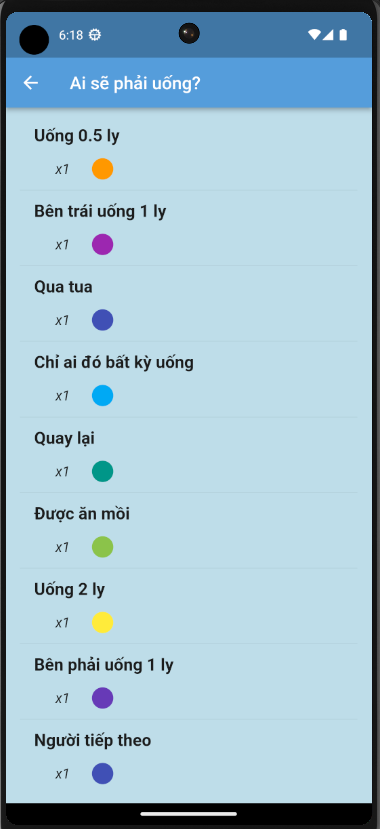 6:18
Ai sẽ phải uống?
Uống 0.5 ly
x1
Bên trái uống 1 ly
x1
Qua tua
x1
Chỉ ai đó bất kỳ uống
x1
Quay lại
x1
Được ăn mồi
x1
Uống 2 ly
x1
Bên phải uống 1 ly
x1
Người tiếp theo
x1